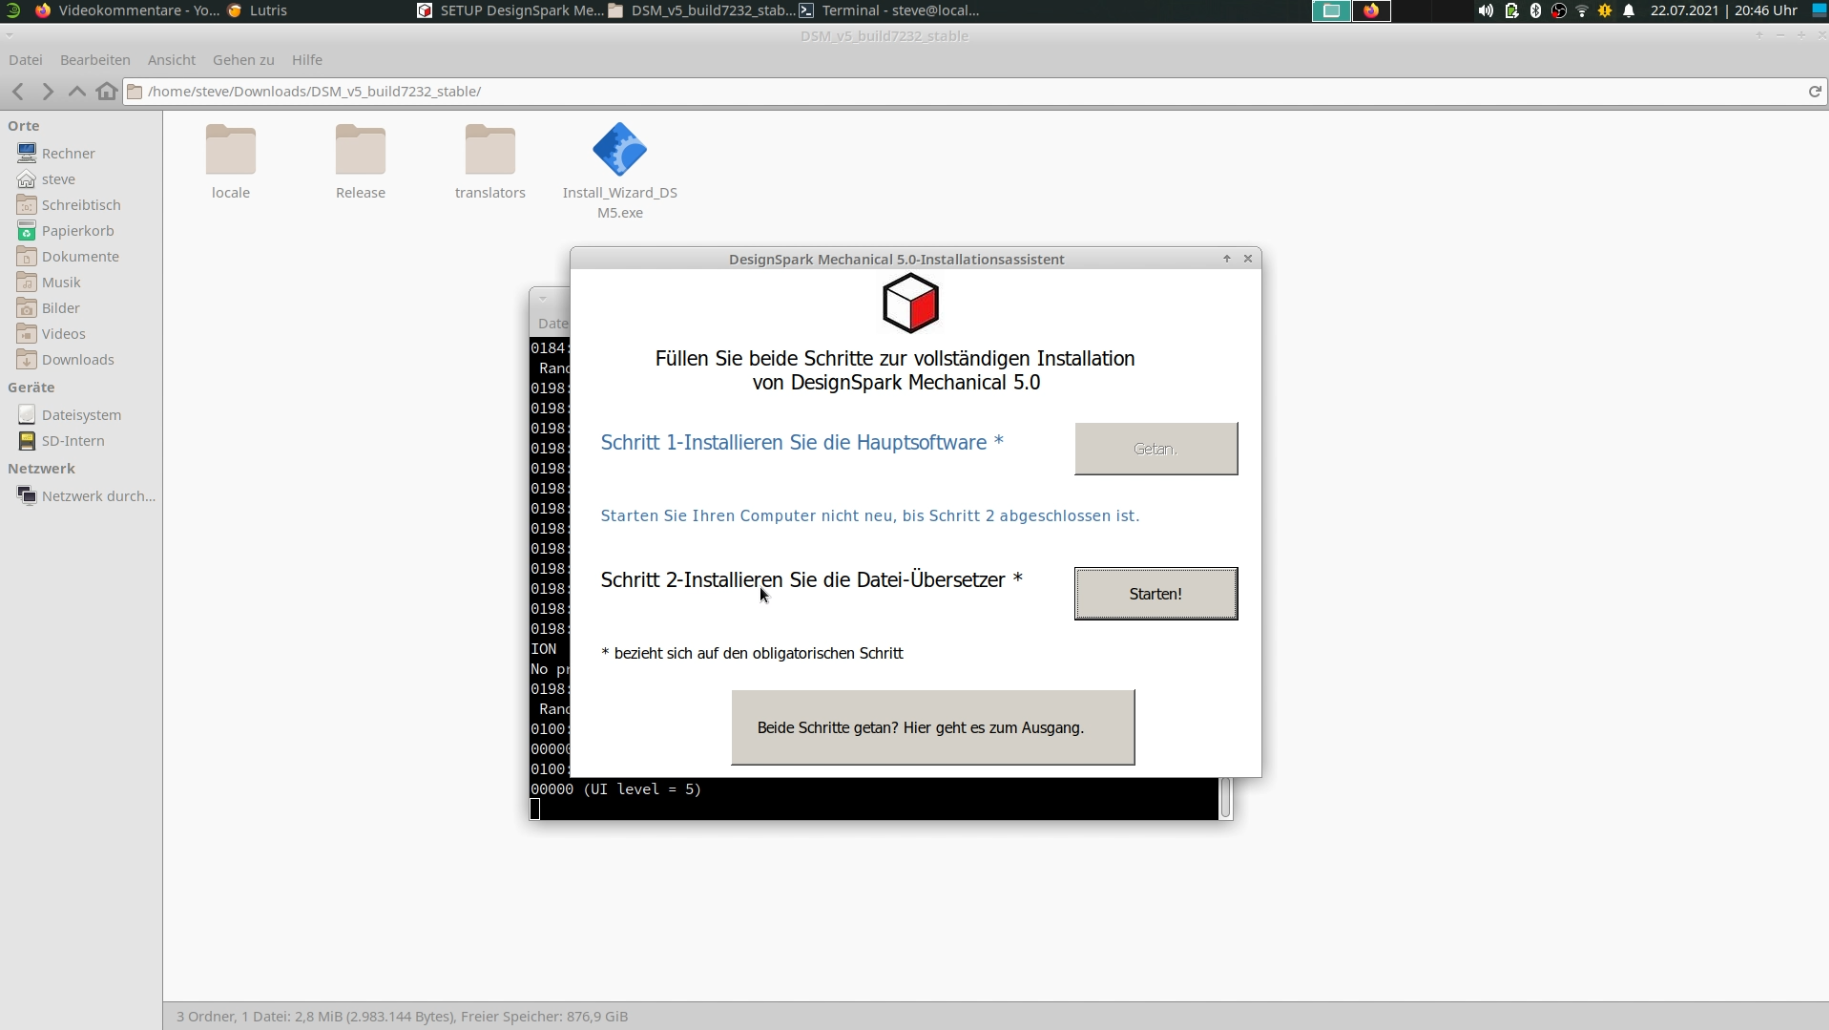 Videokommentare - Yo...
Lutris
SETUP DesignSpark Me...
DSM_v5_build7232_stab...
Terminal - steve@local...
22.07.2021 | 20:46 Uhr
DSM_v5_build7232_stable
Datei Bearbeiten Ansicht Gehen zu Hilfe
/home/steve/Downloads/DSM_v5_build7232_stable/
Orte
Rechner
steve
Schreibtisch
Papierkorb
Dokumente
Musik
Bilder
Videos
Downloads
Geräte
Dateisystem
SD-Intern
Netzwerk
Netzwerk durch...
locale
Release
translators
Install_Wizard_DS
M5.exe
DesignSpark Mechanical 5.0-Installationsassistent
Füllen Sie beide Schritte zur vollständigen Installation
von DesignSpark Mechanical 5.0
Schritt 1-Installieren Sie die Hauptsoftware *
Getan.
Starten Sie Ihren Computer nicht neu, bis Schritt 2 abgeschlossen ist.
Schritt 2-Installieren Sie die Datei-Übersetzer *
Starten!
* bezieht sich auf den obligatorischen Schritt
Beide Schritte getan? Hier geht es zum Ausgang.
Date
0184:
Rand
0198:
0198:
0198:
0198:
0198:
0198:
0198:
0198:
0198:
0198:
0198:
0198:
0198:
ION
No pr
0198:
Rand
0100:
00000
0100:
00000 (UI level = 5)
3 Ordner, 1 Datei: 2,8 MiB (2.983.144 Bytes), Freier Speicher: 876,9 GiB